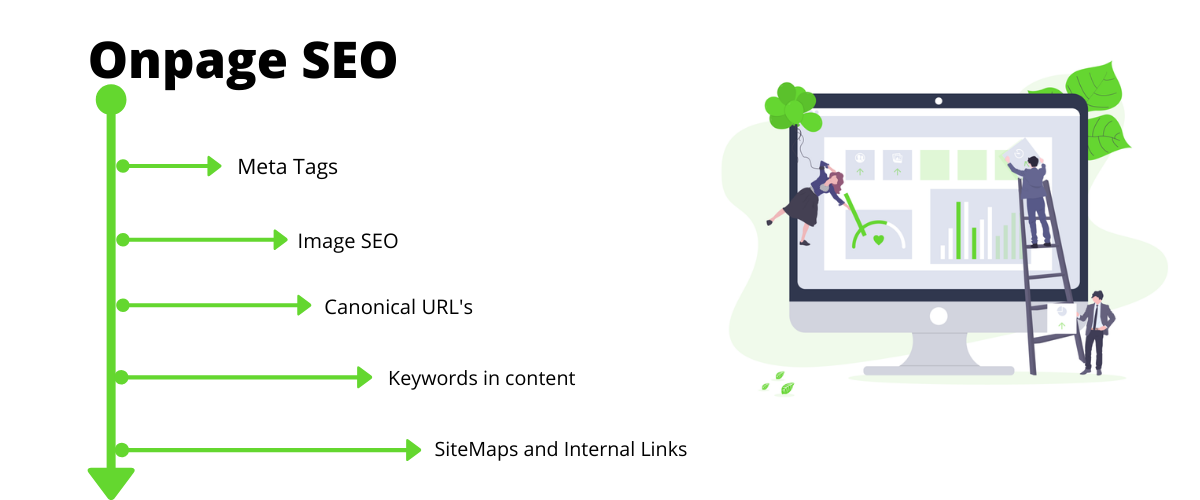 Onpage SEO
Meta Tags
Image SEO
Canonical URL's
Keywords in content
SiteMaps and Internal Links